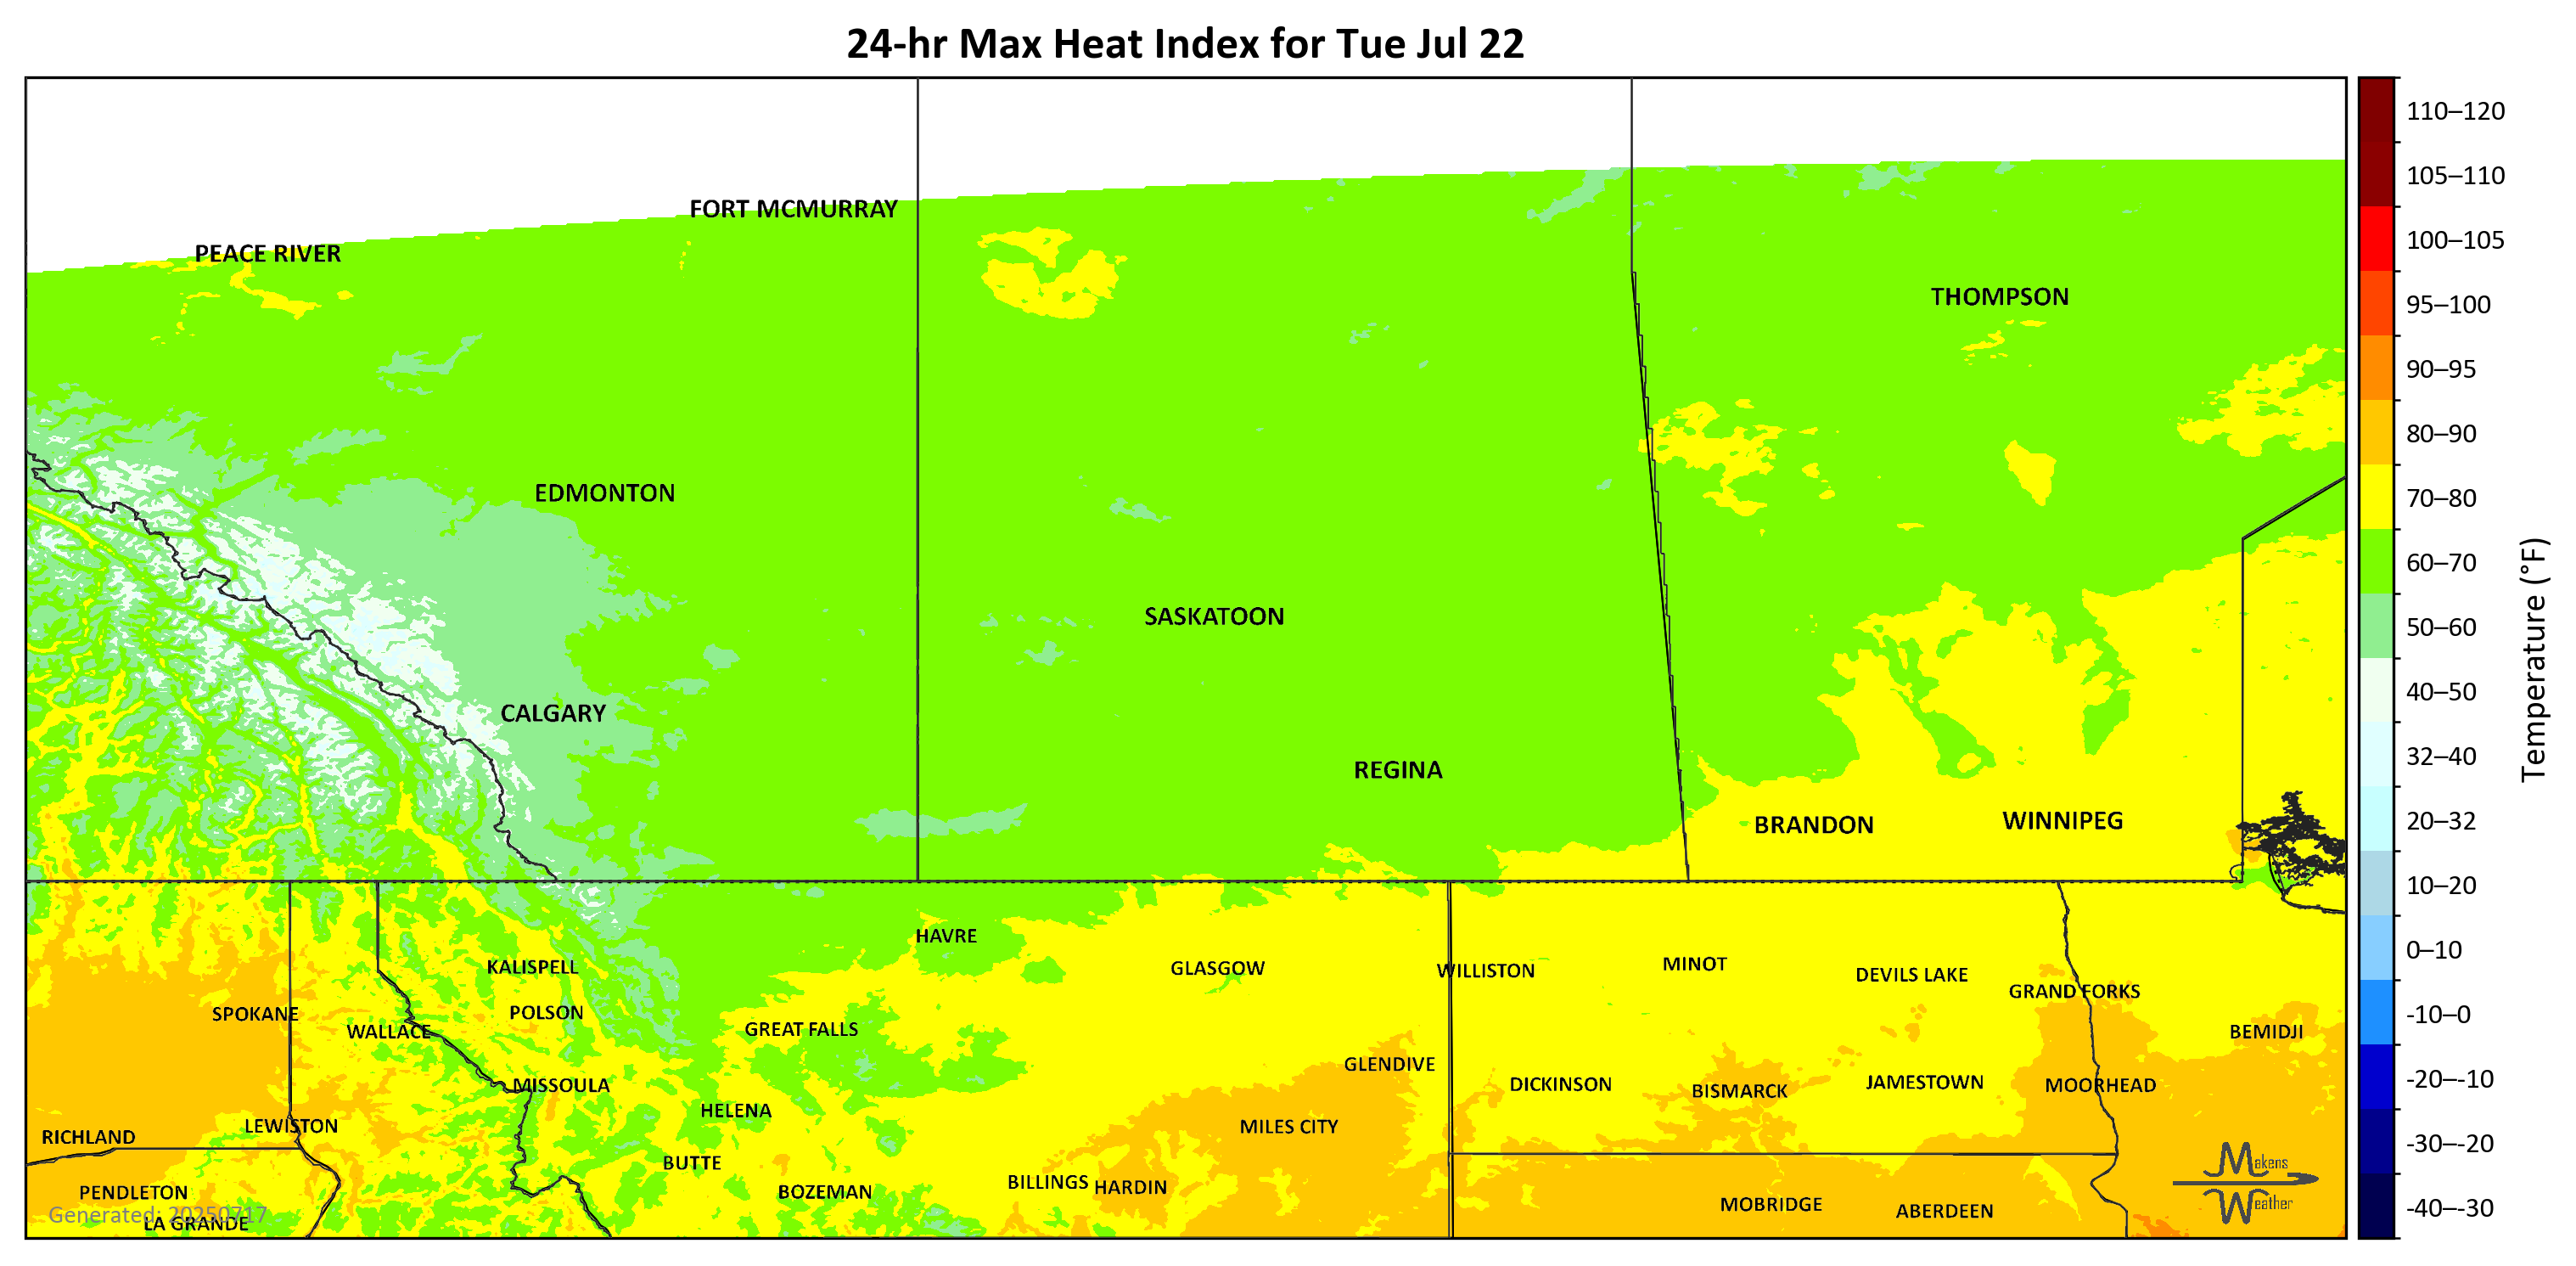 24-hr Max Heat Index for Tue Jul 22
FORT MCMURRAY
PEACE RIVER
THOMPSON
EDMONTON
SASKATOON
CALGARY
REGINA
BRANDON
WINNIPEG
HAVRE
KALISPELL
GLASGOW
WILLISTON
MINOT
DEVILS LAKE
GRAND FORKS
SPOKANE
POLSON
WALLACE
GREAT FALLS
BEMIDJI
GLENDIVE
MISSOULA
DICKINSON
BISMARCK
JAMESTOWN
MOORHEAD
HELENA
LEWISTON
MILES CITY
RICHLAND
BUTTE
BILLINGS
HARDIN
PENDLETON
BOZEMAN
MOBRIDGE
ABERDEEN
LA GRANDE
Generated: 20250717
Makens
Weather
110–120
105–110
100–105
95–100
90–95
80–90
70–80
60–70
50–60
40–50
32–40
20–32
10–20
0–10
-10–0
-20–-10
-30–-20
-40–-30
Temperature (°F)